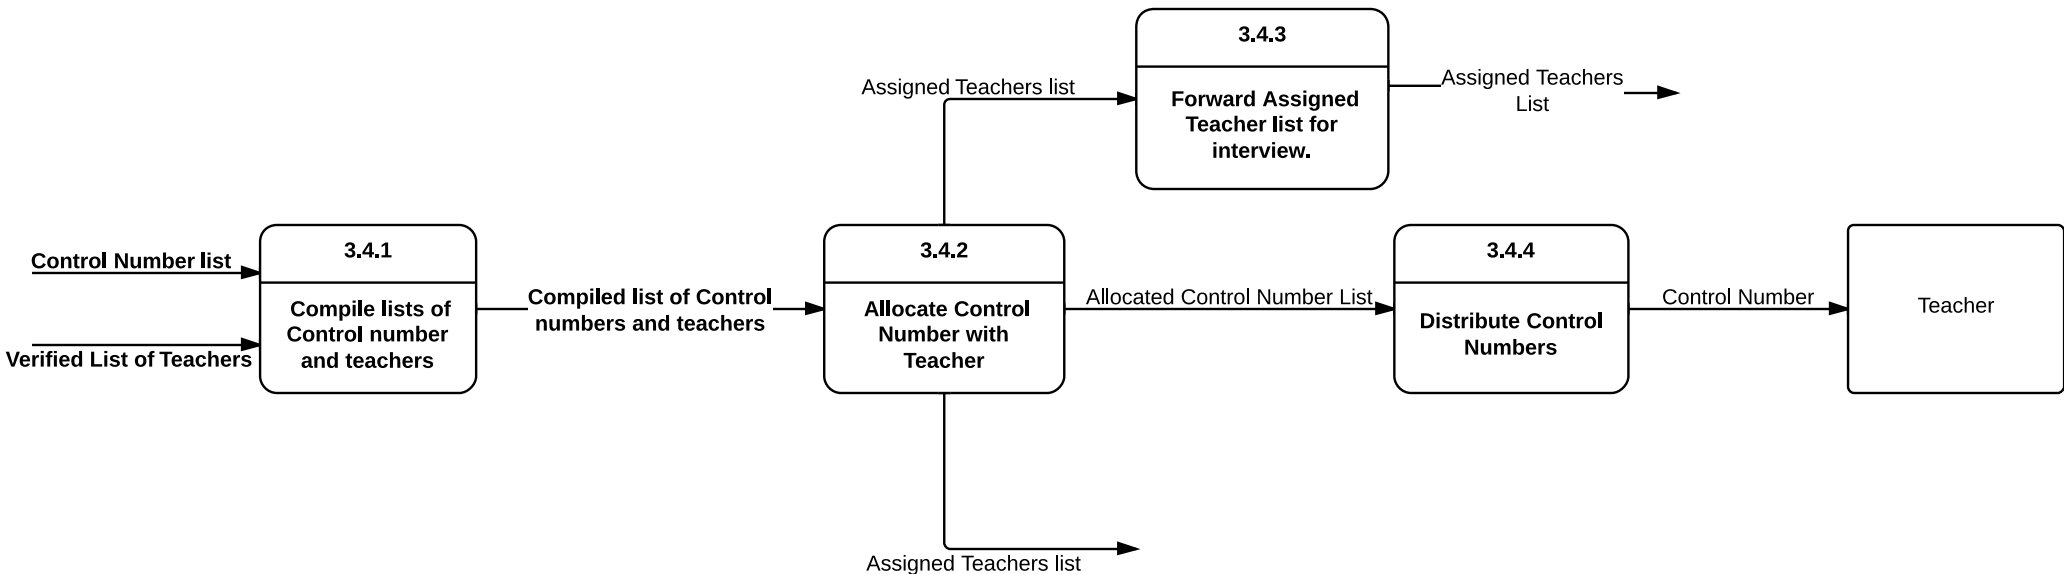 3.4.3
Assigned Teachers list
Forward Assigned
Teacher list for
interview.
Assigned Teachers
List
Control Number list
Verified List of Teachers
3.4.1
Compile lists of
Control number
and teachers
Compiled list of Control
numbers and teachers
3.4.2
Allocate Control
Number with
Teacher
Allocated Control Number List
3.4.4
Distribute Control
Numbers
Control Number
Teacher
Assigned Teachers list